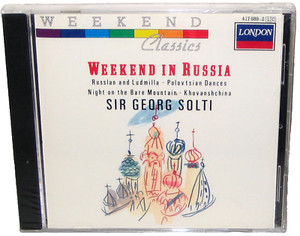 WEEKEND
Classics
LONDON
WEEKEND IN RUSSIA
Russlan and Ludmilla · Polovtsian Dances
Night on the Bare Mountain · Khovanshchina
SIR GEORG SOLTI